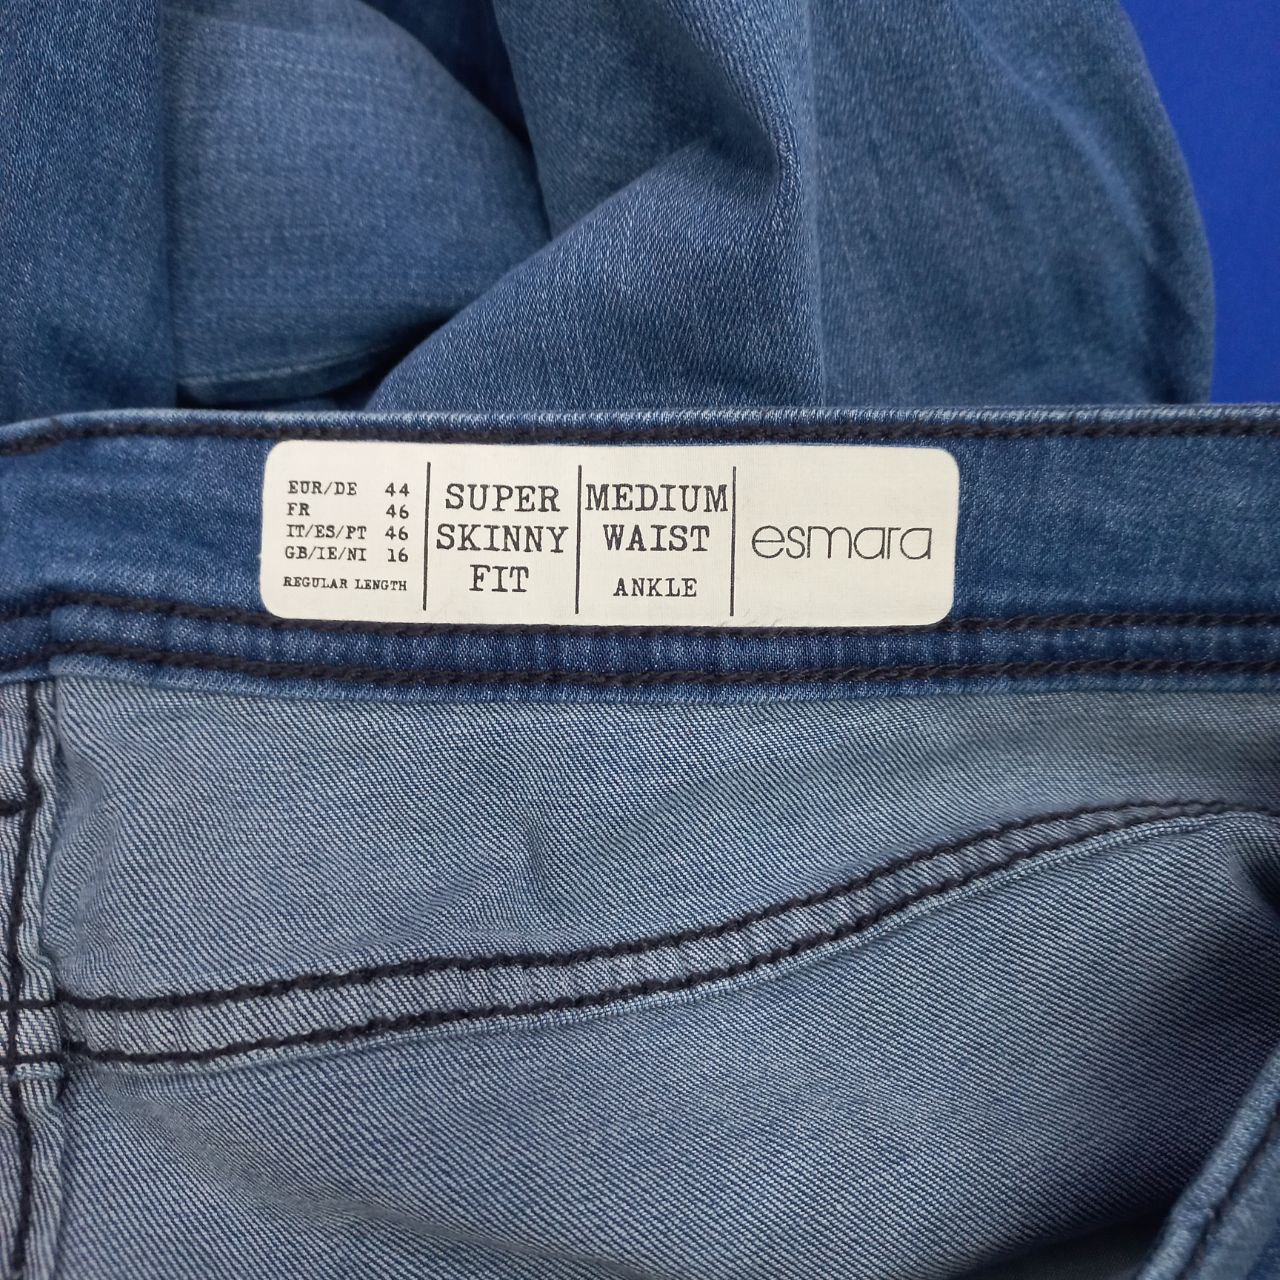 EUR/DE 44
FR 46
IT/ES/PT 46
GB/IE/NI 16
REGULAR LENGTH
SUPER
SKINNY
FIT
MEDIUM
WAIST
ANKLE
esmara